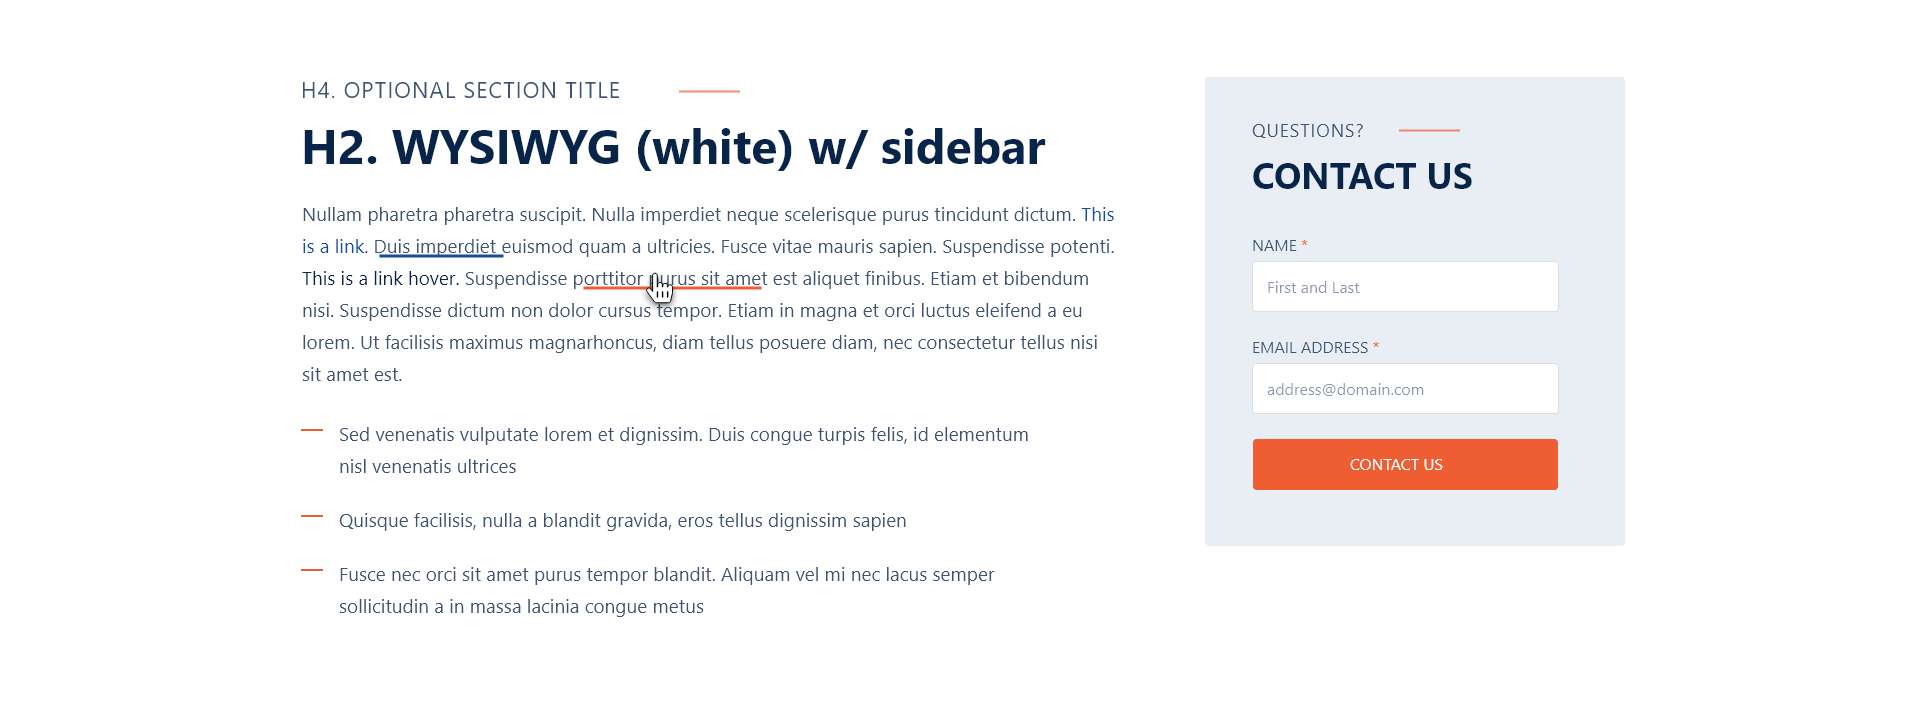 H4. OPTIONAL SECTION TITLE
H2. WYSIWYG (white) w/ sidebar
Nullam pharetra pharetra suscipit. Nulla imperdiet neque scelerisque purus tincidunt dictum. This
is a link. Duis imperdiet euismod quam a ultricies. Fusce vitae mauris sapien. Suspendisse potenti.
This is a link hover. Suspendisse porttitor purus sit amet est aliquet finibus. Etiam et bibendum
nisi. Suspendisse dictum non dolor cursus tempor. Etiam in magna et orci luctus eleifend a eu
lorem. Ut facilisis maximus magnarhoncus, diam tellus posuere diam, nec consectetur tellus nisi
sit amet est.
Sed venenatis vulputate lorem et dignissim. Duis congue turpis felis, id elementum
nisl venenatis ultrices
Quisque facilisis, nulla a blandit gravida, eros tellus dignissim sapien
Fusce nec orci sit amet purus tempor blandit. Aliquam vel mi nec lacus semper
sollicitudin a in massa lacinia congue metus
QUESTIONS?
CONTACT US
NAME *
First and Last
EMAIL ADDRESS *
address@domain.com
CONTACT US